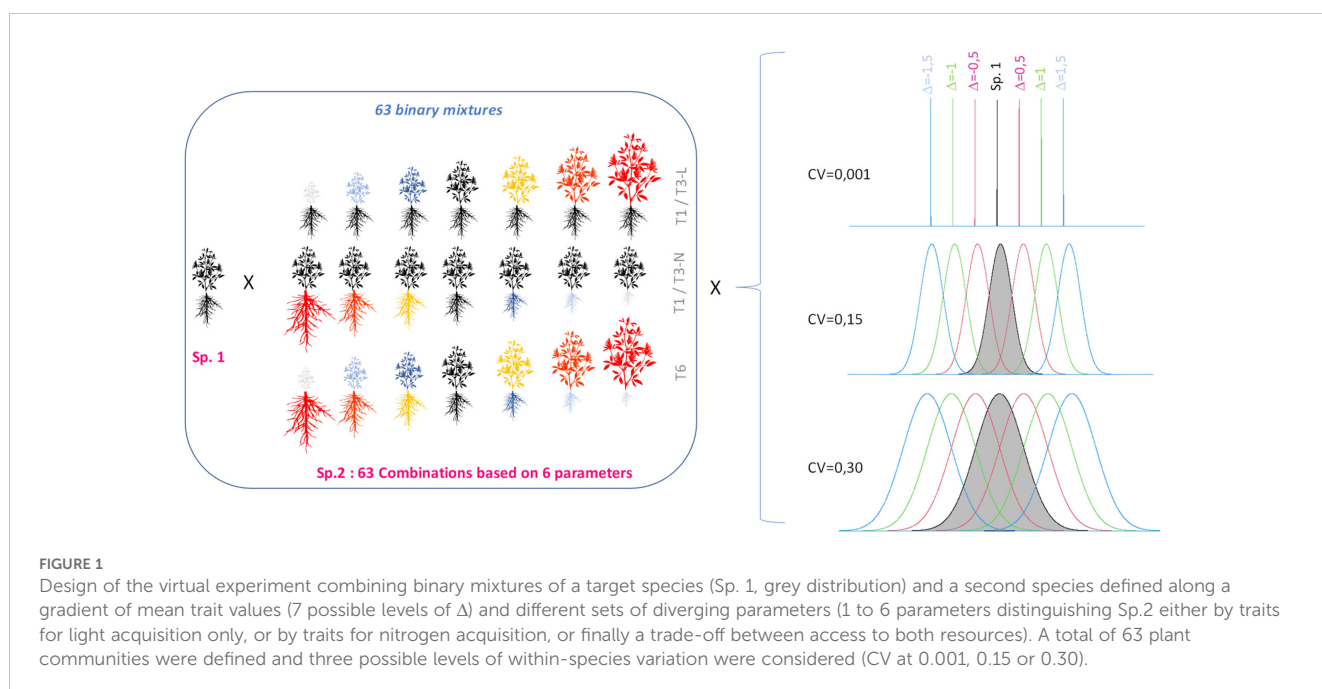 63 binary mixtures
T1 / T3-L
T1 / T3-N
T6
Sp. 1
X
Sp.2 : 63 Combinations based on 6 parameters
X
Δ=-1,5
Δ=-1
Δ=-0,5
Sp. 1
Δ=0,5
Δ=1
Δ=1,5
CV=0,001
CV=0,15
CV=0,30
FIGURE 1
Design of the virtual experiment combining binary mixtures of a target species (Sp. 1, grey distribution) and a second species defined along a
gradient of mean trait values (7 possible levels of Δ) and different sets of diverging parameters (1 to 6 parameters distinguishing Sp.2 either by traits
for light acquisition only, or by traits for nitrogen acquisition, or finally a trade-off between access to both resources). A total of 63 plant
communities were defined and three possible levels of within-species variation were considered (CV at 0.001, 0.15 or 0.30).